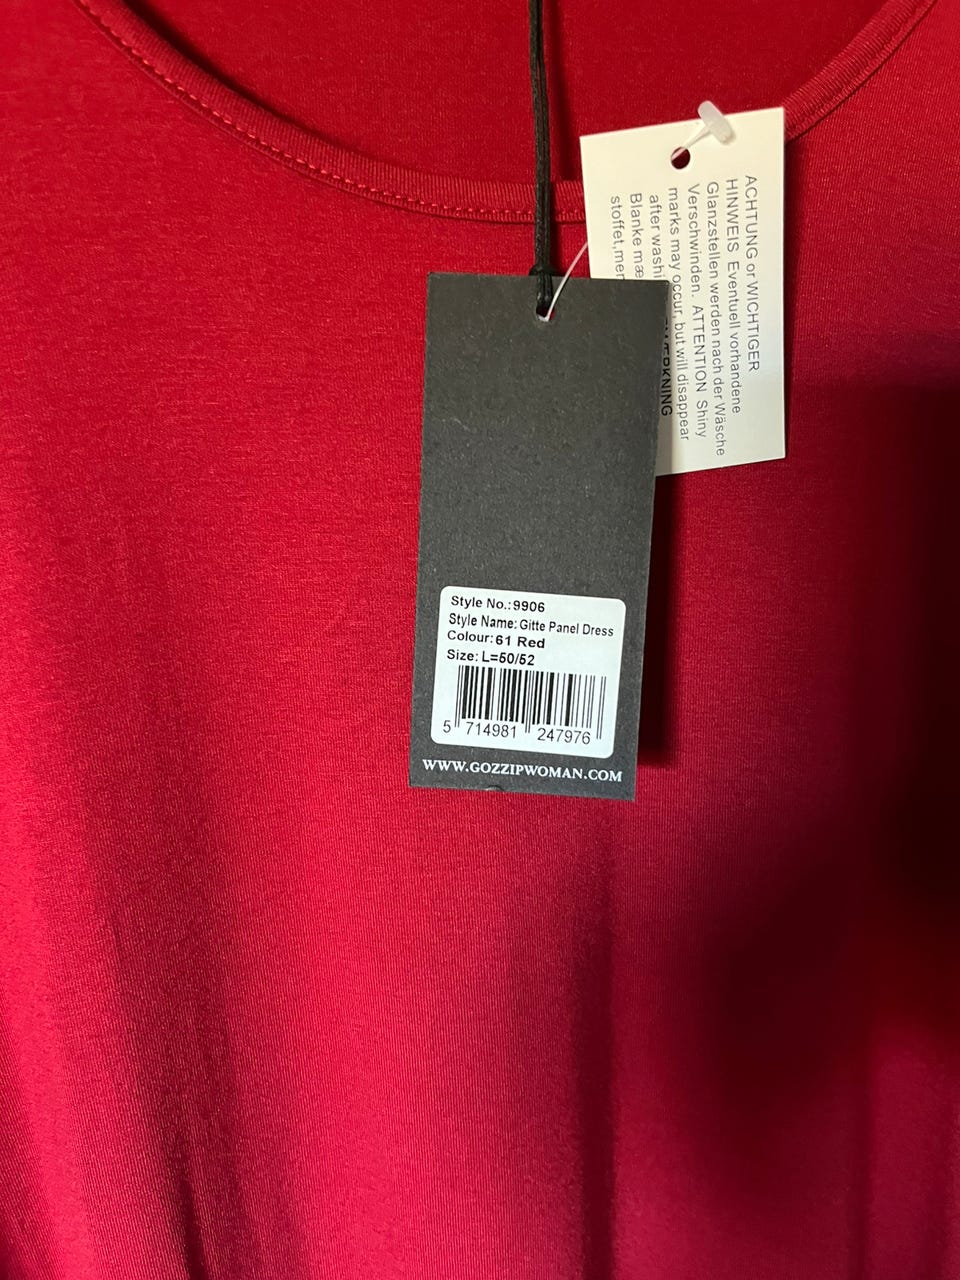 ACHTUNG or WICHTIGER
HINWEIS Eventuell vorhandene
Glanzstellen werden nach der Wäsche
Verschwinden. ATTENTION Shiny
marks may occur, but will disappear
after washi
Blanke mæ
stoffet, mer
Style No.:9906
Style Name: Gitte Panel Dress
Colour: 61 Red
Size: L=50/52
5 714981 247976
WWW.GOZZIPWOMAN.COM